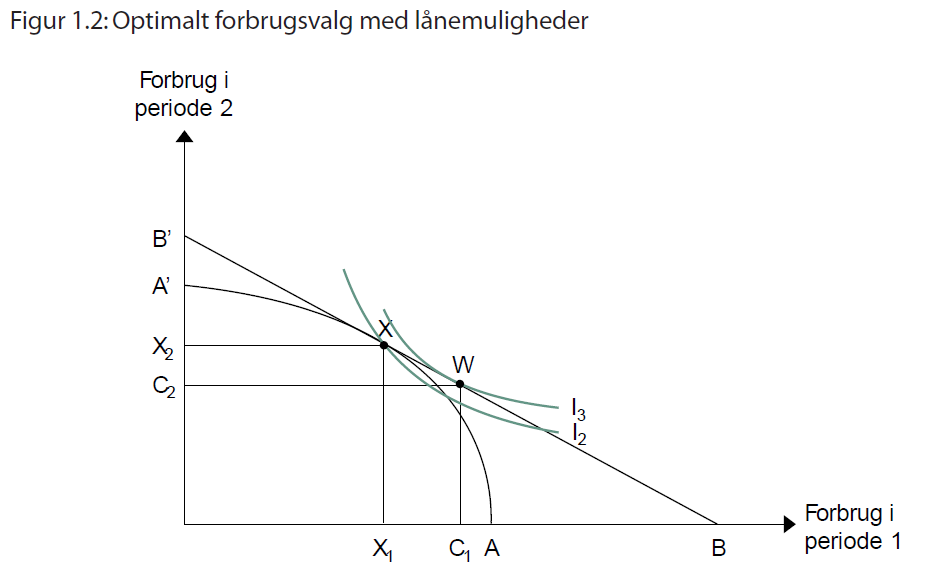 Figur 1.2: Optimalt forbrugsvalg med lånemuligheder
Forbrug i
periode 2
B’
A’
X
X2
W
C2
I3
I2
Forbrug i
periode 1
X1
C1
A
B